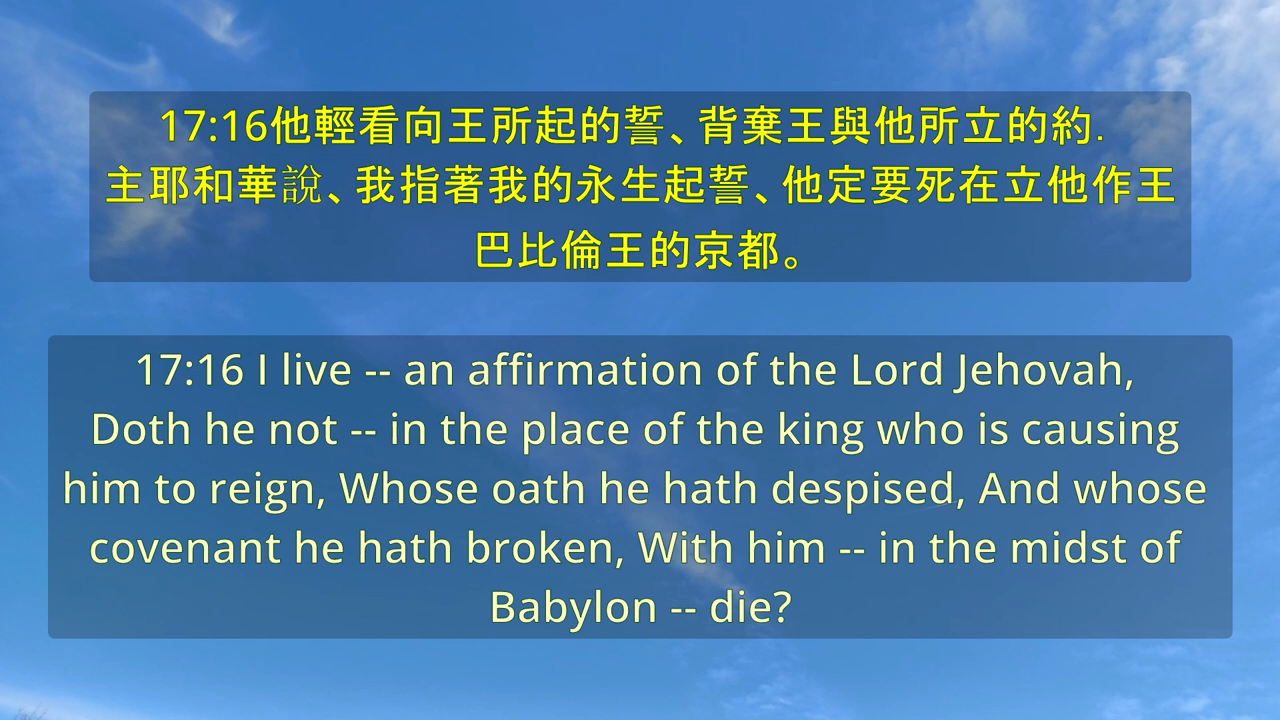 17:16他輕看向王所起的誓、背棄王與他所立的約.
主耶和華說、我指著我的永生起誓、他定要死在立他作王
巴比倫王的京都。
17:16 I live -- an affirmation of the Lord Jehovah,
Doth he not -- in the place of the king who is causing
him to reign, Whose oath he hath despised, And whose
covenant he hath broken, With him -- in the midst of
Babylon -- die?